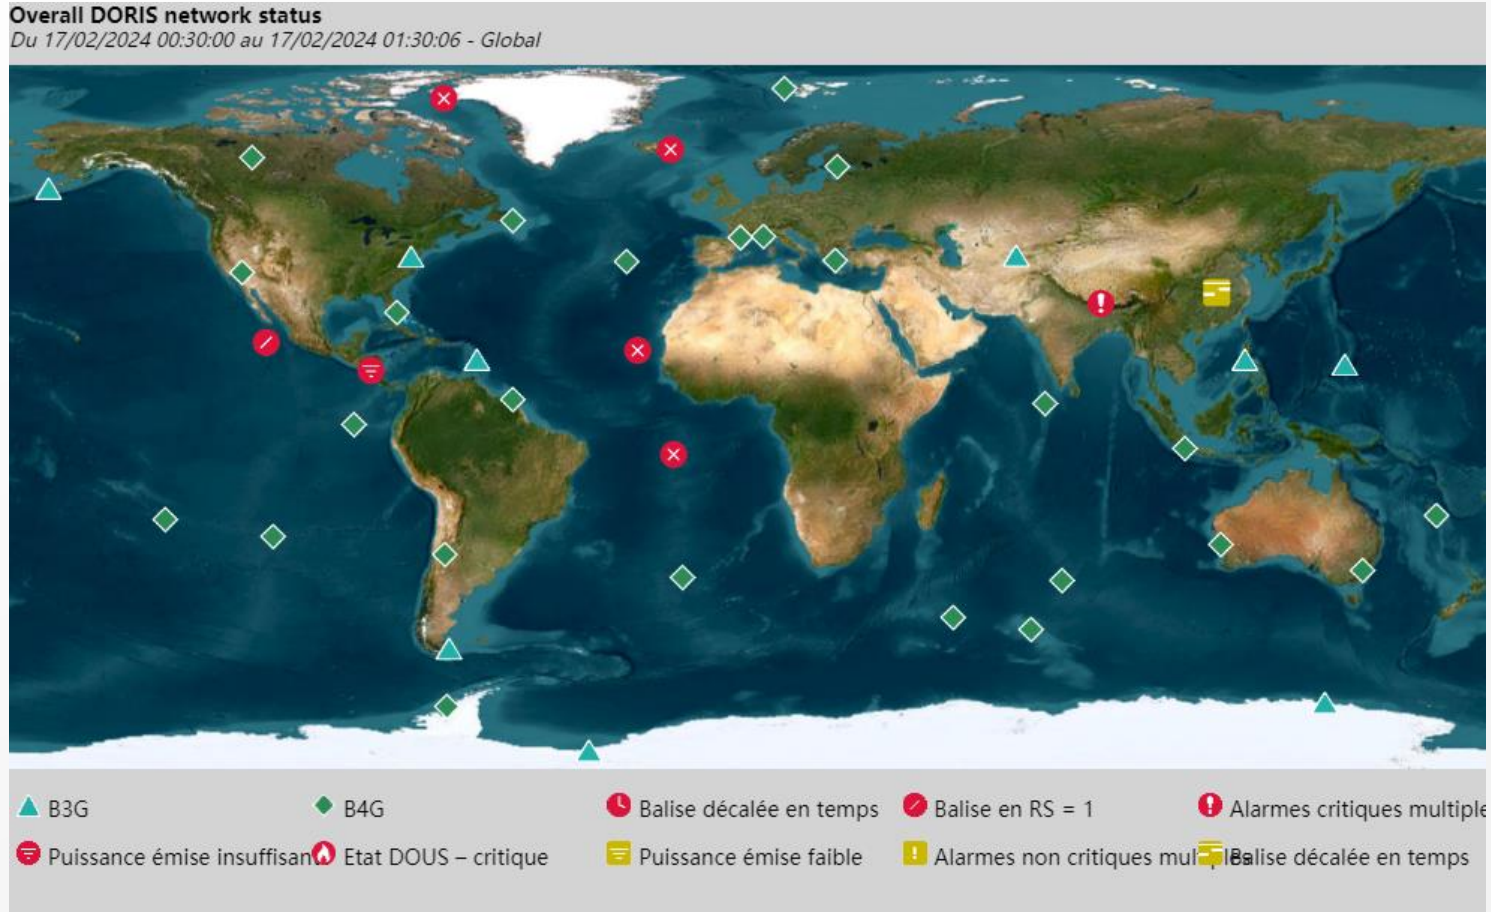 Overall DORIS network status
Du 17/02/2024 00:30:00 au 17/02/2024 01:30:06 - Global
B3G
B4G
Balise décalée en temps
Balise en RS = 1
Alarmes critiques multiple
Puissance émise insuffisan
Etat DOUS – critique
Puissance émise faible
Alarmes non critiques multiples
Balise décalée en temps